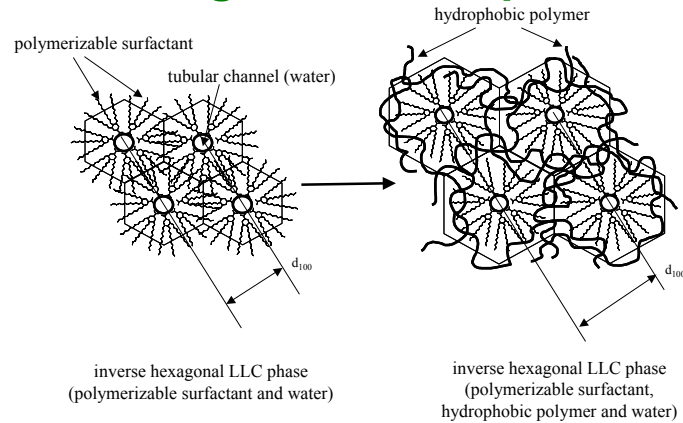 hydrophobic polymer
polymerizable surfactant
tubular channel (water)
d100
d100
inverse hexagonal LLC phase
(polymerizable surfactant and water)
inverse hexagonal LLC phase
(polymerizable surfactant,
hydrophobic polymer and water)